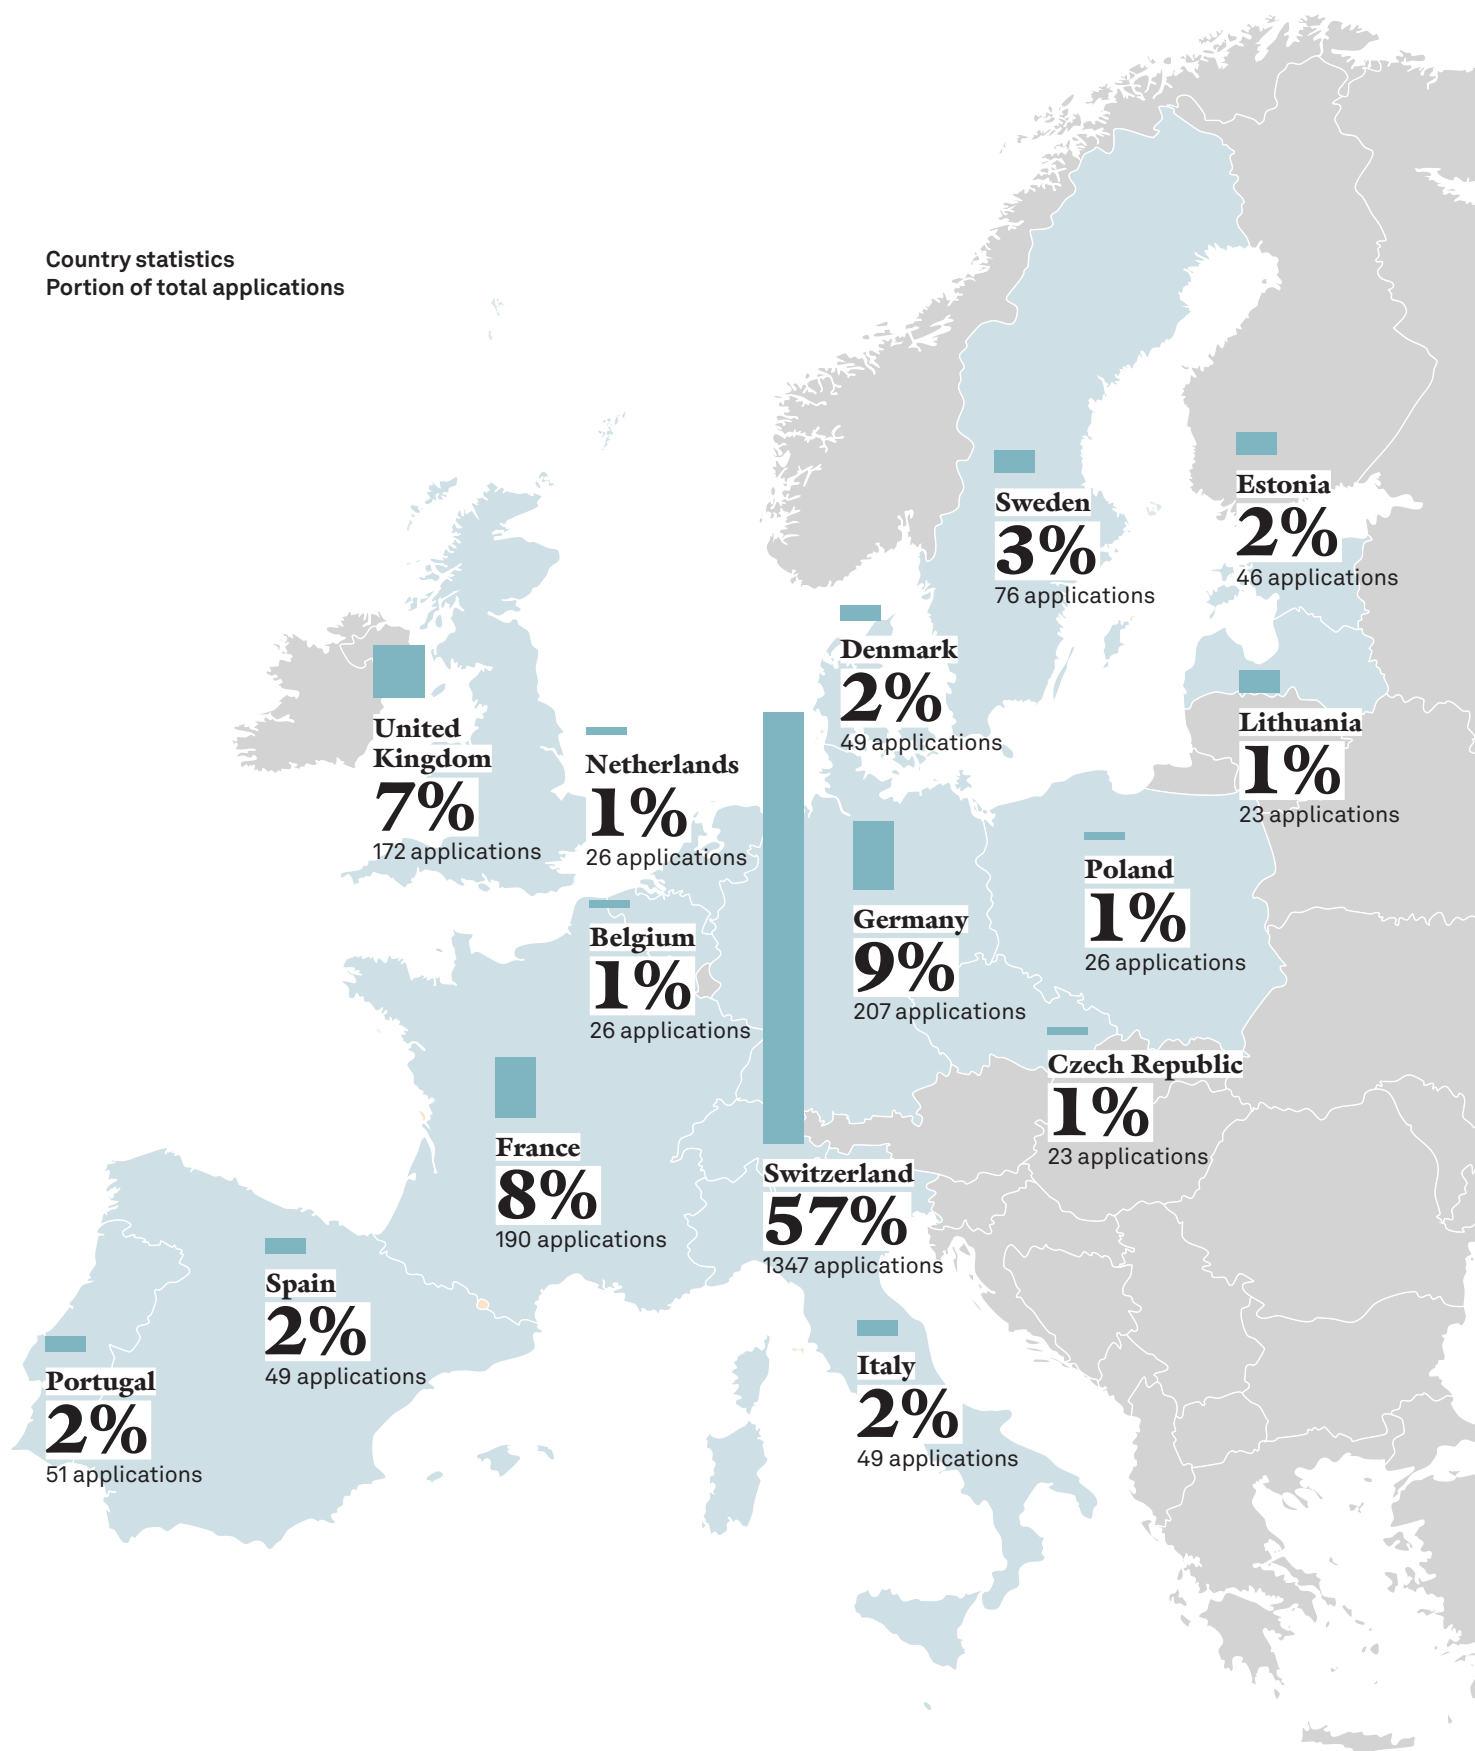 Country statistics
Portion of total applications
Sweden
3%
76 applications
Estonia
2%
46 applications
Denmark
2%
49 applications
United
Kingdom
7%
172 applications
Netherlands
1%
26 applications
Lithuania
1%
23 applications
Poland
1%
26 applications
Germany
9%
207 applications
Belgium
1%
26 applications
Czech Republic
1%
23 applications
France
8%
190 applications
Switzerland
57%
1347 applications
Spain
2%
49 applications
Portugal
2%
51 applications
Italy
2%
49 applications